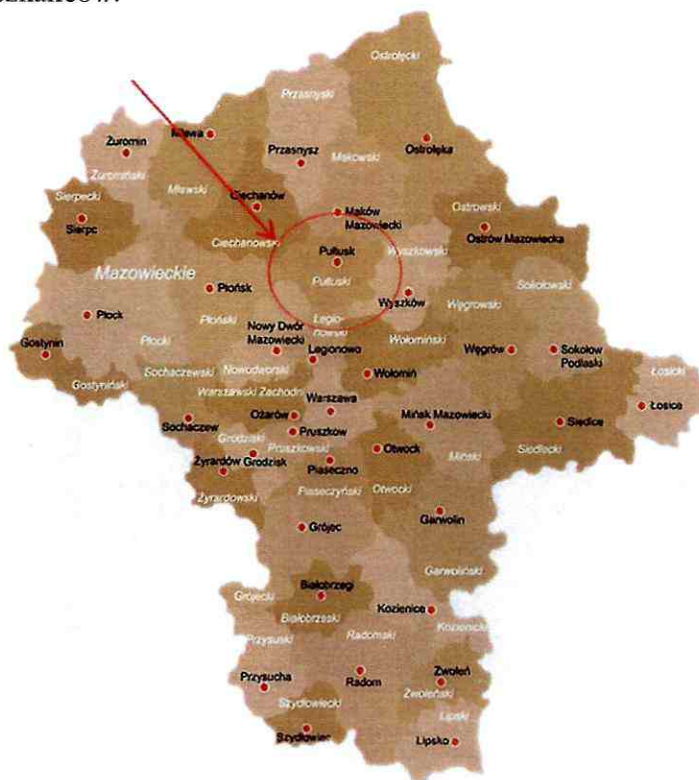 Ostrołęcki
Przasnyski
Mława
Żuromin
Ostrołęka
Przasnysz
Makowski
Żuromiński
Mławski
Sierpecki
Ciechanów
Ostrowski
Sierpc
Maków
Mazowiecki
Ostrów Mazowiecka
Ciechanowski
Wyszkowski
Pułtusk
Mazowieckie
Pułtuski
Sokołowski
Płońsk
Wyszków
Węgrowski
Płock
Płoński
Legio-
nowski
Nowy Dwór
Mazowiecki
Wołomiński
Gostynin
Płocki
Legionowo
Węgrów
Sokołow
Podlaski
Łosicki
Sochaczewski
Nowodworski
Wołomin
Gostyniński
Warszawski Zachodni
Warszawa
Łosice
Sochaczew
Ożarów
Mińsk Mazowiecki
Siedlce
Pruszkow
Grodziski
Pruszkowski
Otwock
Siedlecki
Żyrardów
Grodzisk
Piaseczno
Miński
Żyrardowski
Piaseczyński
Otwocki
Garwolin
Grójec
Garwoliński
Białobrzegi
Grójecki
Kozienice
Białobrzeski
Kozienicki
Przysuski
Radomski
Przysucha
Radom
Zwoleń
Zwoleński
Szydłowiecki
Lipski
Szydłowiec
Lipsko